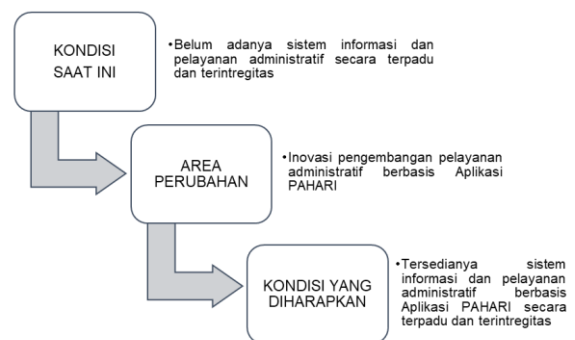 KONDISI
SAAT INI
•Belum adanya sistem informasi dan
pelayanan administratif secara terpadu
dan terintregitas
AREA
PERUBAHAN
•Inovasi pengembangan pelayanan
administratif berbasis Aplikasi
PAHARI
KONDISI YANG
DIHARAPKAN
•Tersedianya sistem
informasi dan pelayanan
administratif berbasis
Aplikasi PAHARI secara
terpadu dan terintregitas